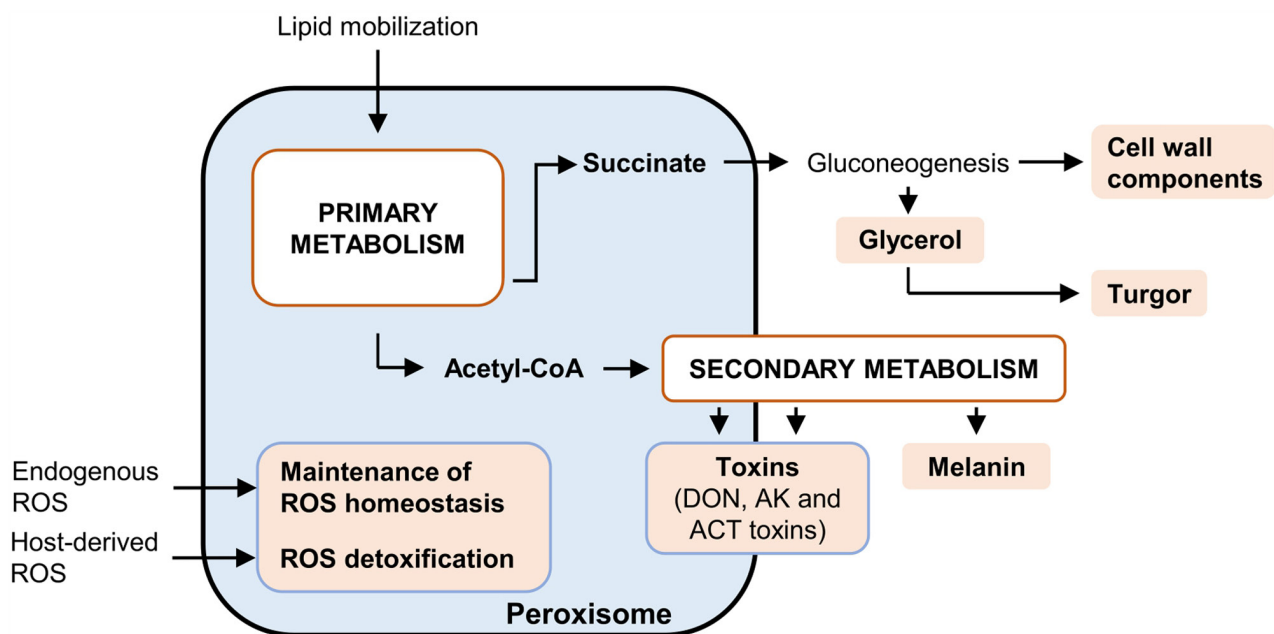 Lipid mobilization
PRIMARY
METABOLISM
Succinate
Gluconeogenesis
Cell wall
components
Glycerol
Turgor
Acetyl-CoA
SECONDARY METABOLISM
Endogenous
ROS
Host-derived
ROS
Maintenance of
ROS homeostasis
ROS detoxification
Toxins
(DON, AK and
ACT toxins)
Melanin
Peroxisome